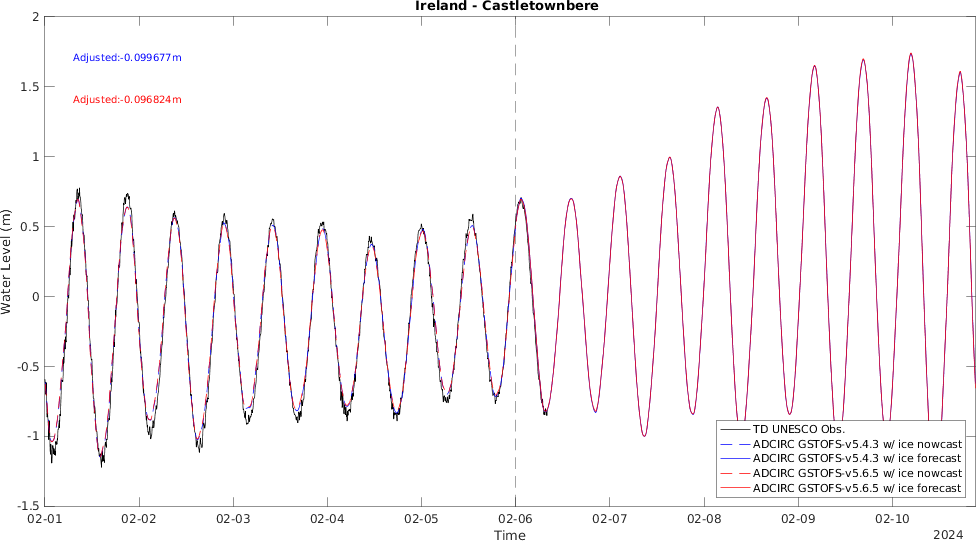 Ireland - Castletownbere
2
1.5
1
0.5
0
-0.5
-1
-1.5
Water Level (m)
Adjusted:-0.099677m
Adjusted:-0.096824m
TD UNESCO Obs.
ADCIRC GSTOFS-v5.4.3 w/ ice nowcast
ADCIRC GSTOFS-v5.4.3 w/ ice forecast
ADCIRC GSTOFS-v5.6.5 w/ ice nowcast
ADCIRC GSTOFS-v5.6.5 w/ ice forecast
02-01 02-02 02-03 02-04 02-05 02-06 02-07 02-08 02-09 02-10
Time
2024